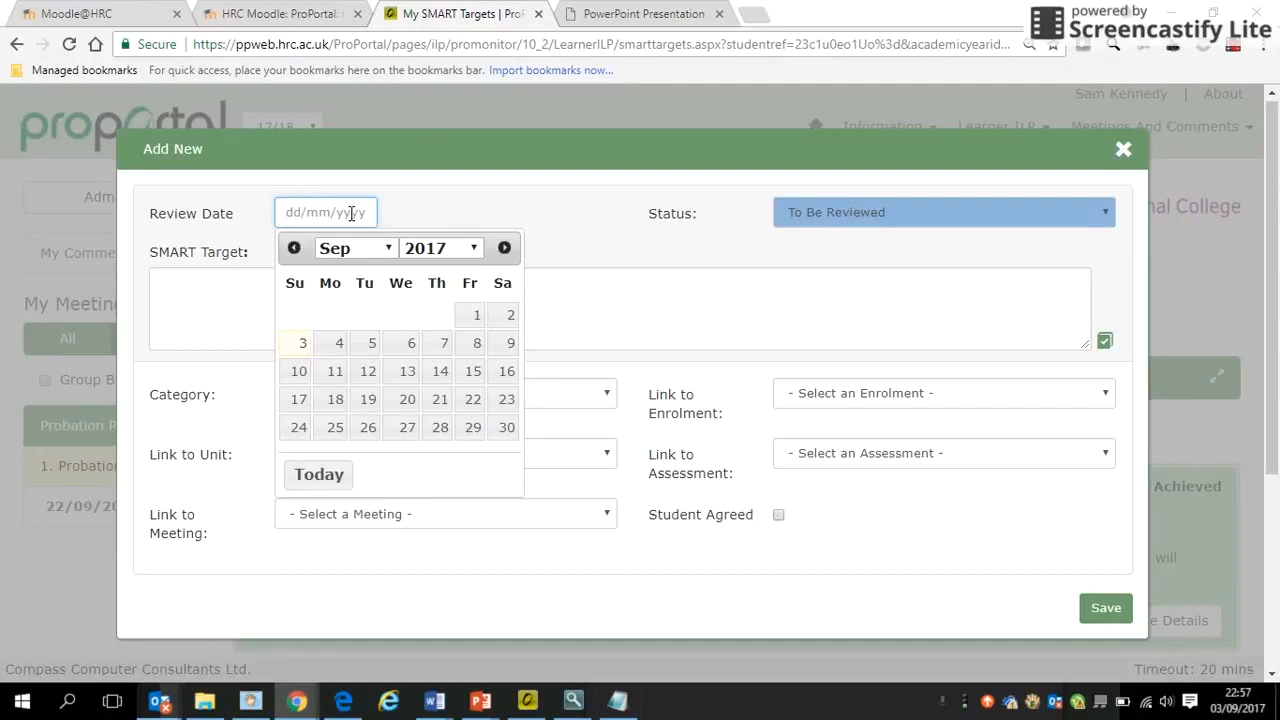 Moodle@HRC
HRC Moodle: ProPortal:
My SMART Targets | ProP
PowerPoint Presentation
powered by
Screencastify Lite
Secure
https://ppweb.hrc.ac.uk/ProPortal/pages/ilp/promonitor_2/LearnerILP/smarttargets.aspx?studentref=23c1u0e01Uo%3d&academicyearid...
Managed bookmarks
For quick access, place your bookmarks here on the bookmarks bar.
Import bookmarks now...
Sam Kennedy | About
proportal
17/18
Information
Learner ILP
Meetings And Comments
Add New
Adm
nal College
Review Date
dd/mm/yyyy
Status:
To Be Reviewed
My Comme
SMART Target:
Sep
2017
Su Mo Tu We Th Fr Sa
1 2
3 4 5 6 7 8 9
10 11 12 13 14 15 16
17 18 19 20 21 22 23
24 25 26 27 28 29 30
Today
My Meeting
All
Group B
Category:
Link to
Enrolment:
- Select an Enrolment -
Probation R
1. Probation
22/09/20
Link to Unit:
Link to
Assessment:
- Select an Assessment -
Achieved
Link to
Meeting:
- Select a Meeting -
Student Agreed
will
Save
e Details
Compass Computer Consultants Ltd.
Timeout: 20 mins
22:57
03/09/2017